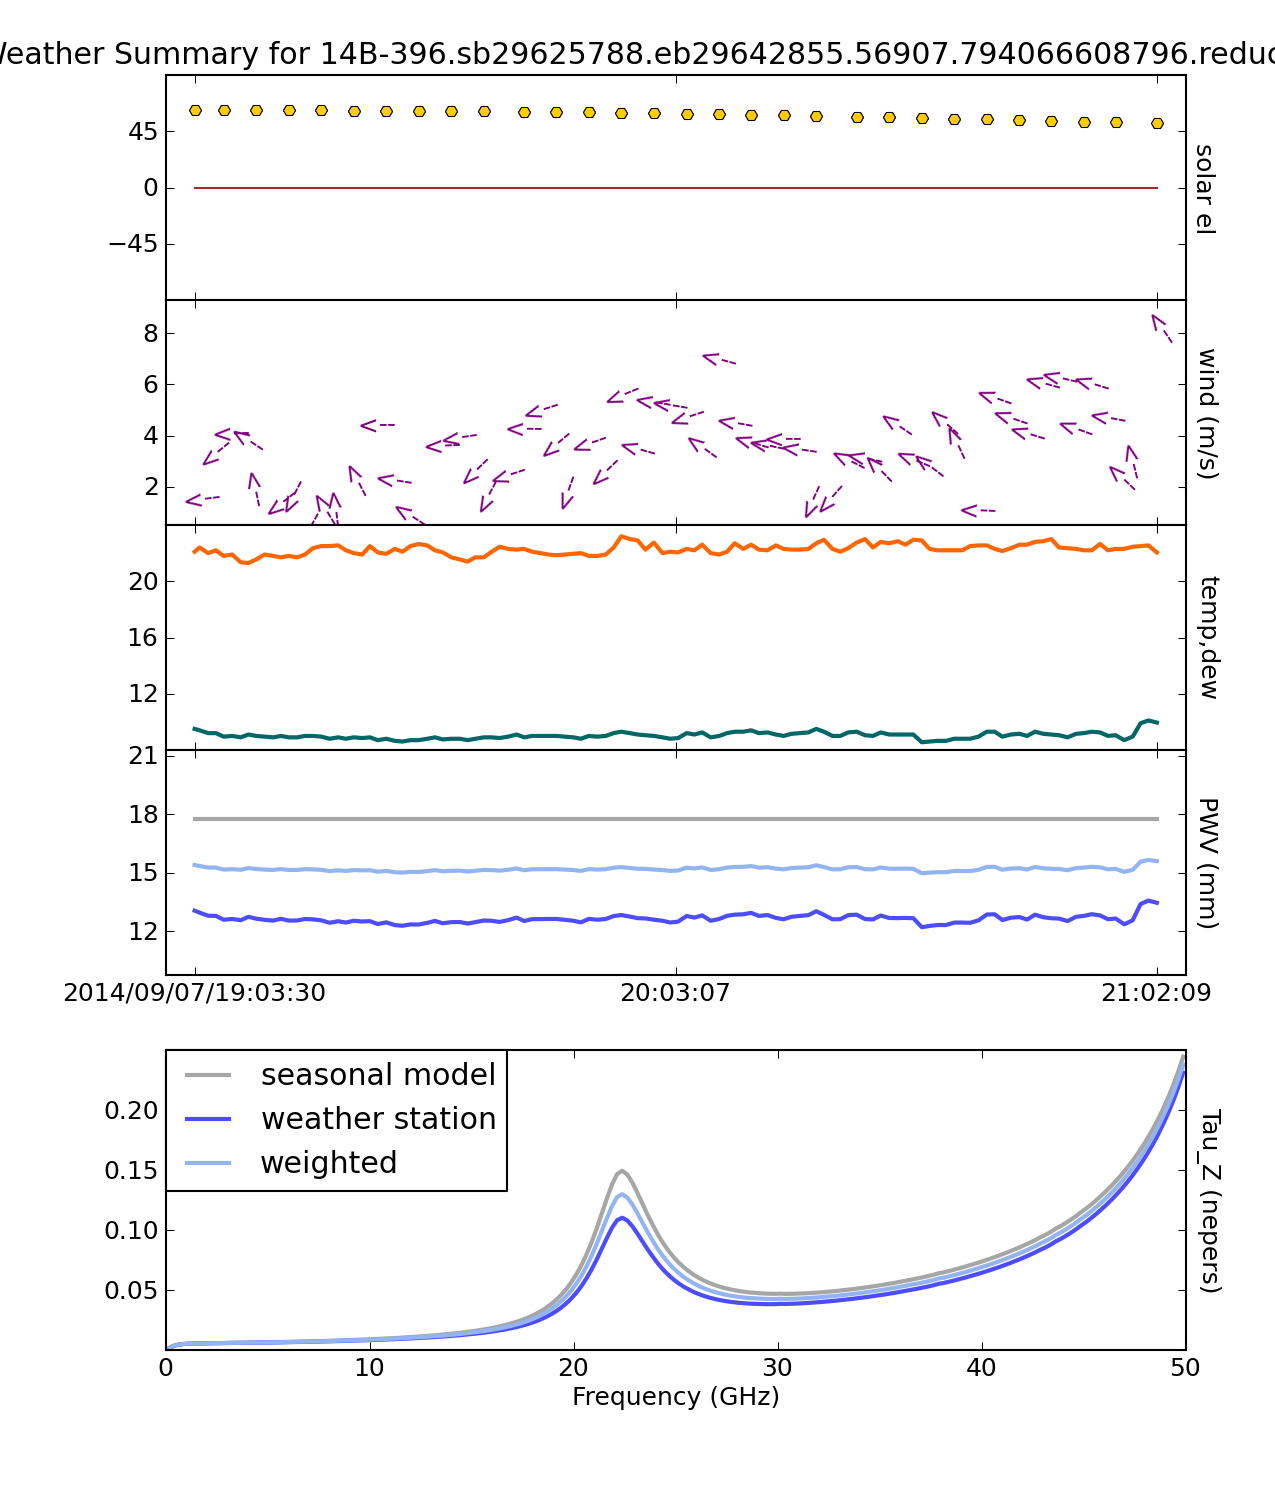 Weather Summary for 14B-396.sb29625788.eb29642855.56907.794066608796.reduc
45
0
−45
solar el
8
6
4
2
wind (m/s)
20
16
12
temp,dew
21
18
15
12
PWV (mm)
2014/09/07/19:03:30 20:03:07 21:02:09
seasonal model
weather station
weighted
0.20
0.15
0.10
0.05
Tau_Z (nepers)
0 10 20 30 40 50
Frequency (GHz)